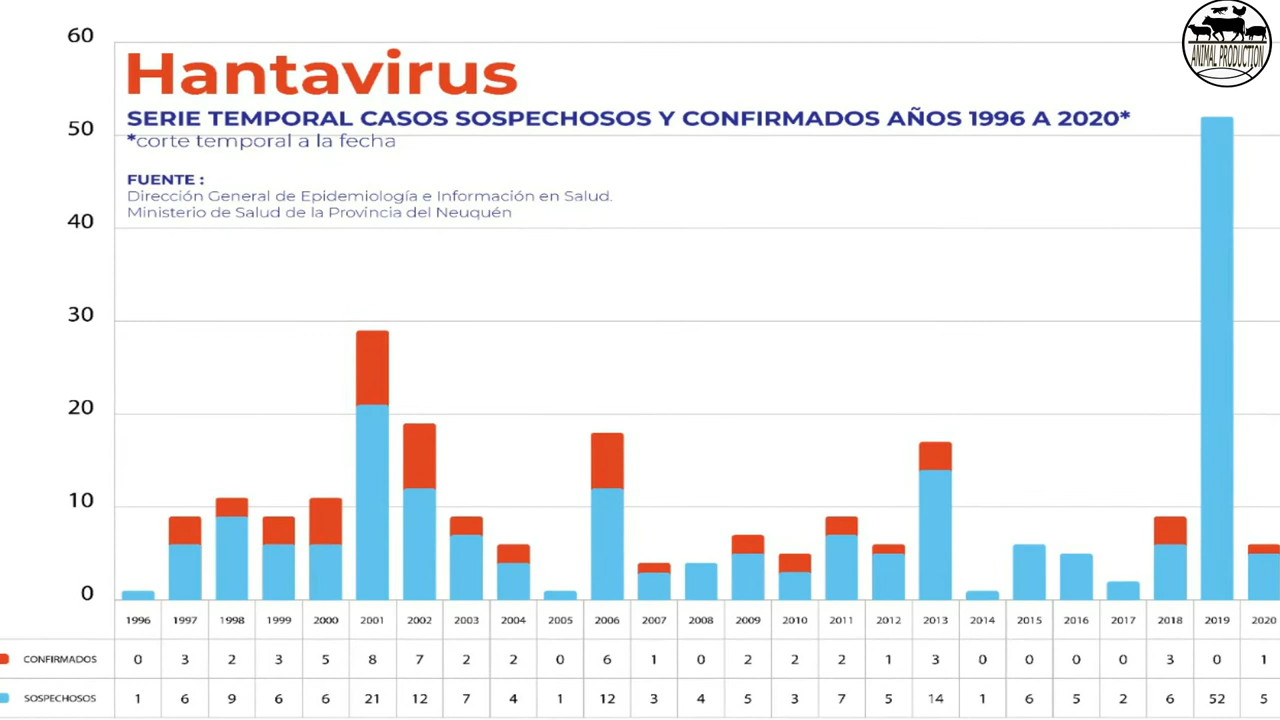 60
Hantavirus
SERIE TEMPORAL CASOS SOSPECHOSOS Y CONFIRMADOS AÑOS 1996 A 2020*
50
*corte temporal a la fecha
FUENTE :
Dirección General de Epidemiología e Información en Salud.
Ministerio de Salud de la Provincia del Neuquén
40
30
20
10
0
1996 1997 1998 1999 2000 2001 2002 2003 2004 2005 2006 2007 2008 2009 2010 2011 2012 2013 2014 2015 2016 2017 2018 2019 2020
CONFIRMADOS 0 3 2 3 5 8 7 2 2 0 6 1 0 2 2 2 1 3 0 0 0 0 3 0 1
SOSPECHOSOS 1 6 9 6 6 21 12 7 4 1 12 3 4 5 3 7 5 14 1 6 5 2 6 52 5
ANIMAL PRODUCTION